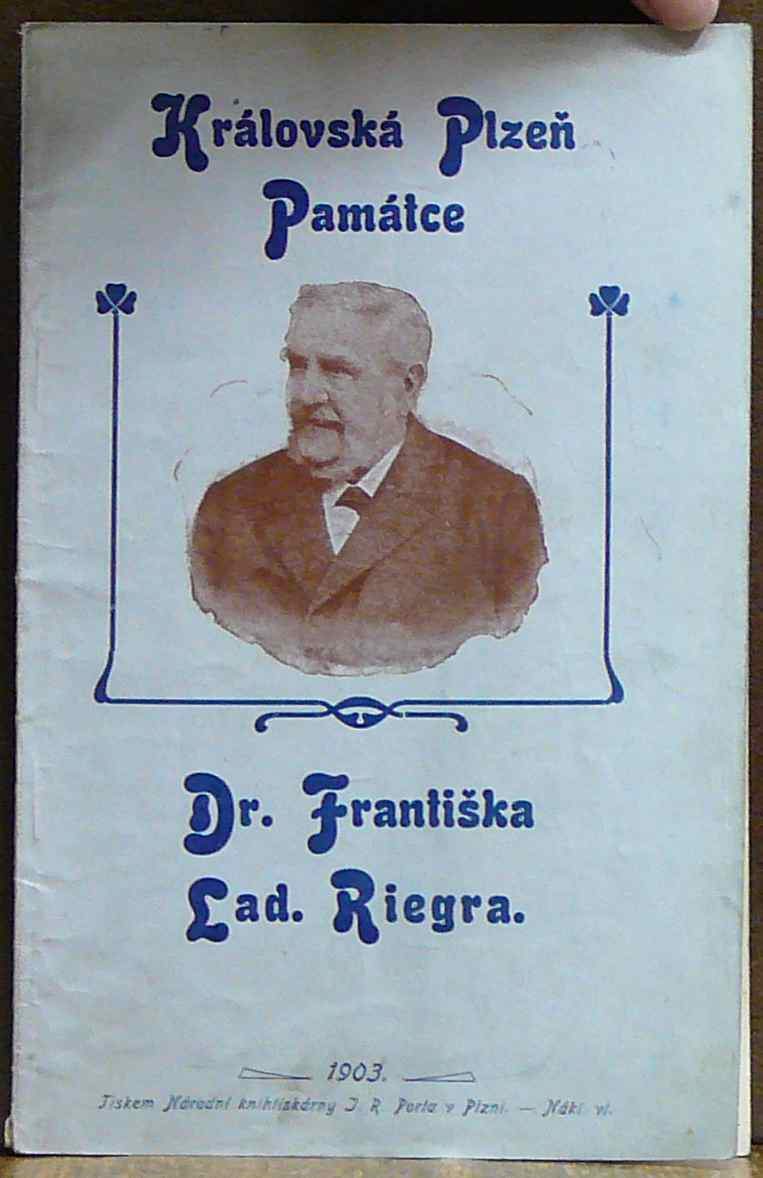 Královská Plzeň
Památce
Dr. Františka
Lad. Riegra.
1903.
Tiskem Národní knihtiskárny J. R. Porta v Plzni. — Nákl. vl.